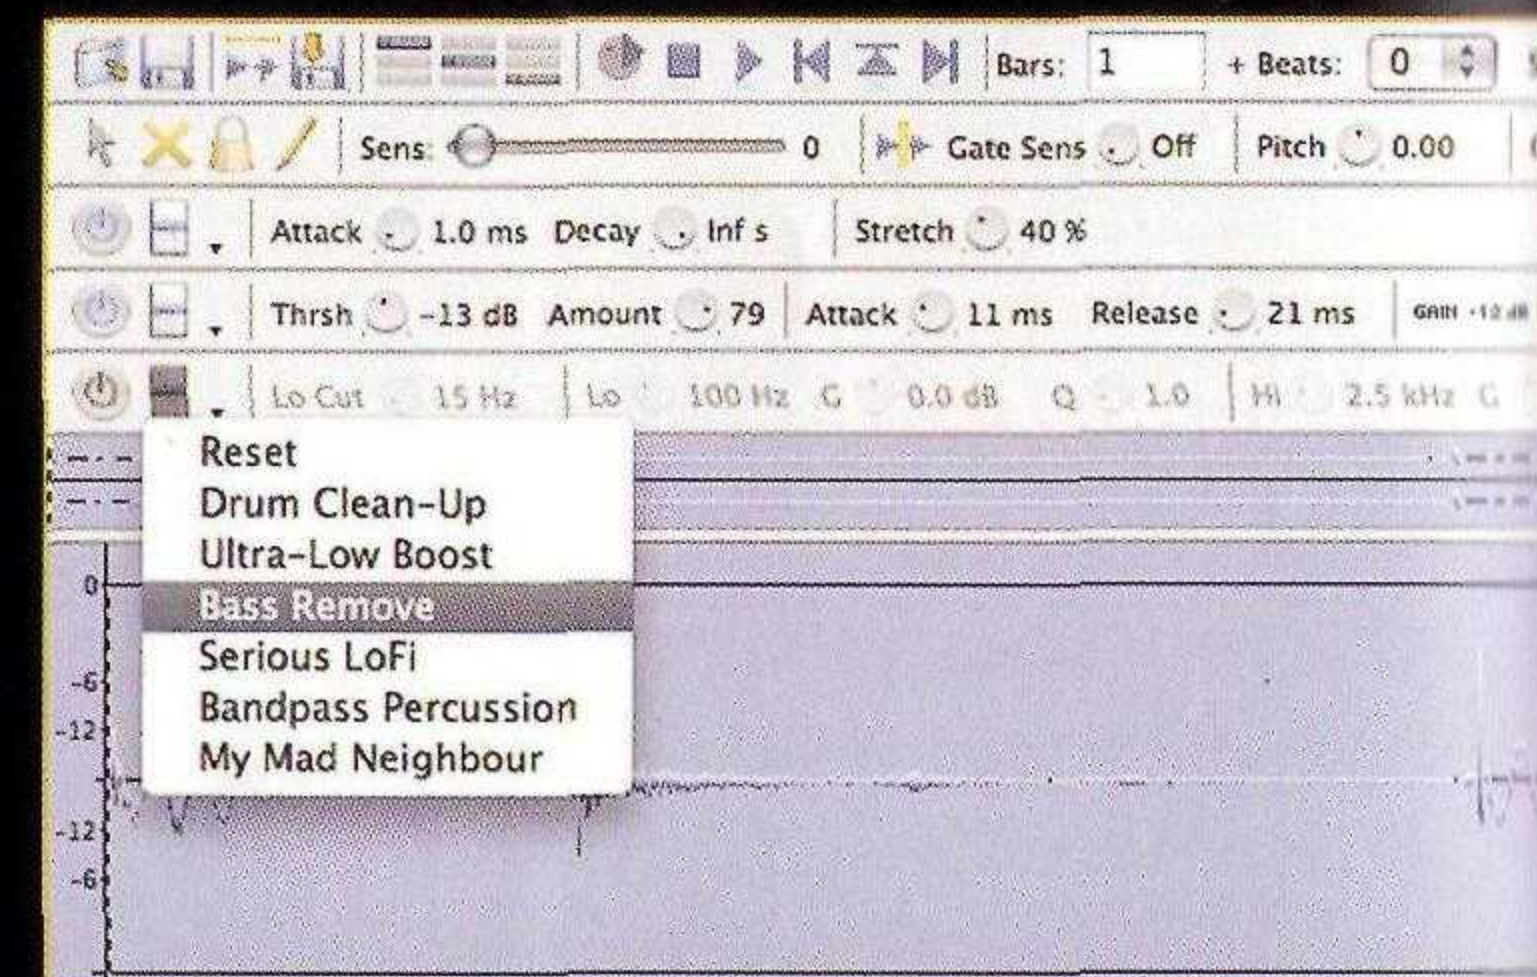 Bars: 1 + Beats: 0
Sens: 0 Gate Sens Off Pitch 0.00
Attack 1.0 ms Decay Inf s Stretch 40 %
Thrsh -13 dB Amount 79 Attack 11 ms Release 21 ms GAIN +12 dB
Lo Cut 15 Hz Lo 100 Hz G 0.0 dB Q 1.0 Hi 2.5 kHz G
Reset
Drum Clean-Up
Ultra-Low Boost
0
Bass Remove
Serious LoFi
-6
Bandpass Percussion
-12
My Mad Neighbour
-12
-6